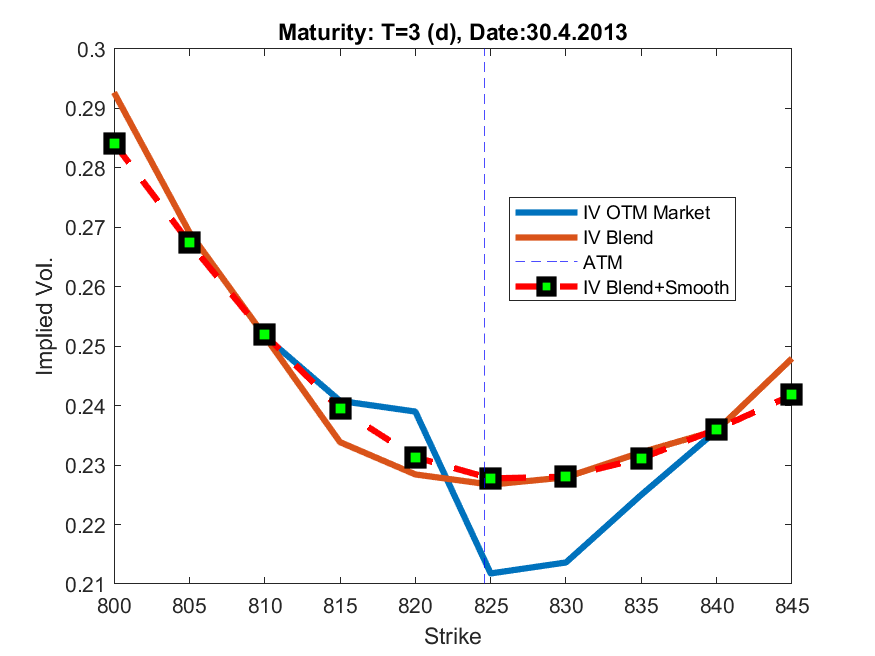 Maturity: T=3 (d), Date:30.4.2013
0.3
0.29
0.28
0.27
0.26
0.25
0.24
0.23
0.22
0.21
Implied Vol.
IV OTM Market
IV Blend
ATM
IV Blend+Smooth
800 805 810 815 820 825 830 835 840 845
Strike